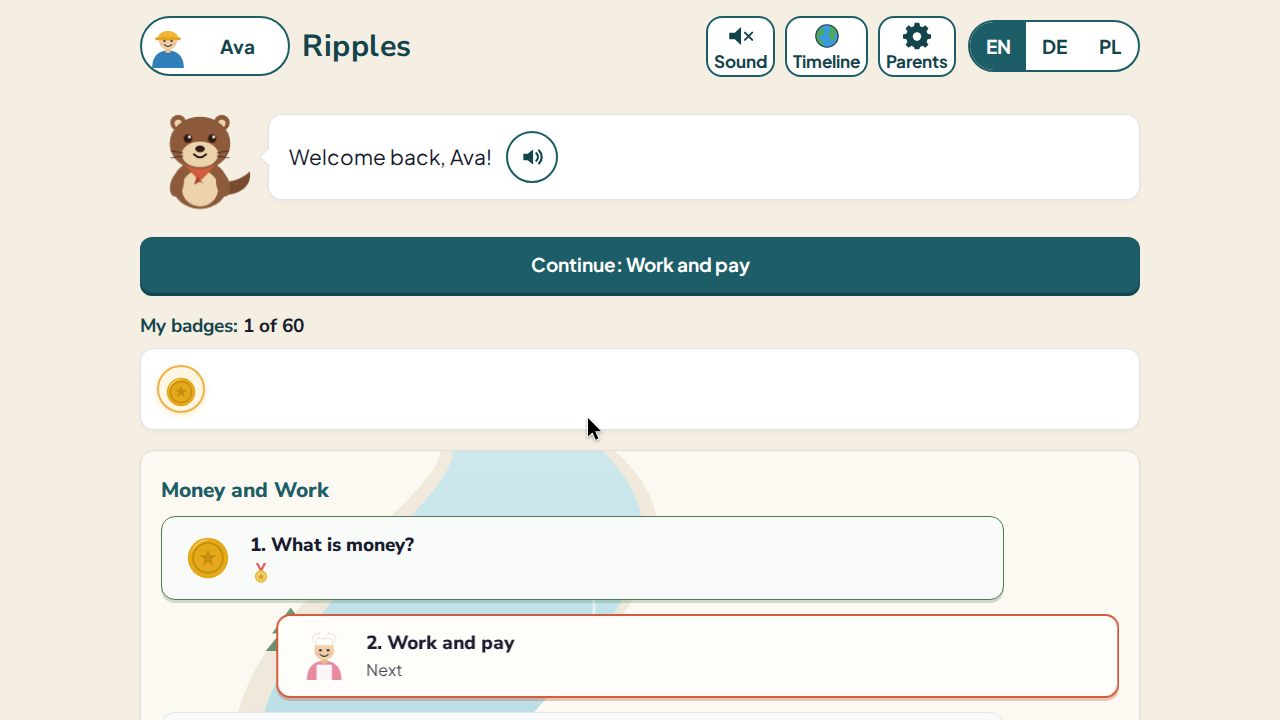 Ava
Ripples
Sound
Timeline
Parents
EN
DE
PL
Welcome back, Ava!
Continue: Work and pay
My badges: 1 of 60
Money and Work
1. What is money?
2. Work and pay
Next